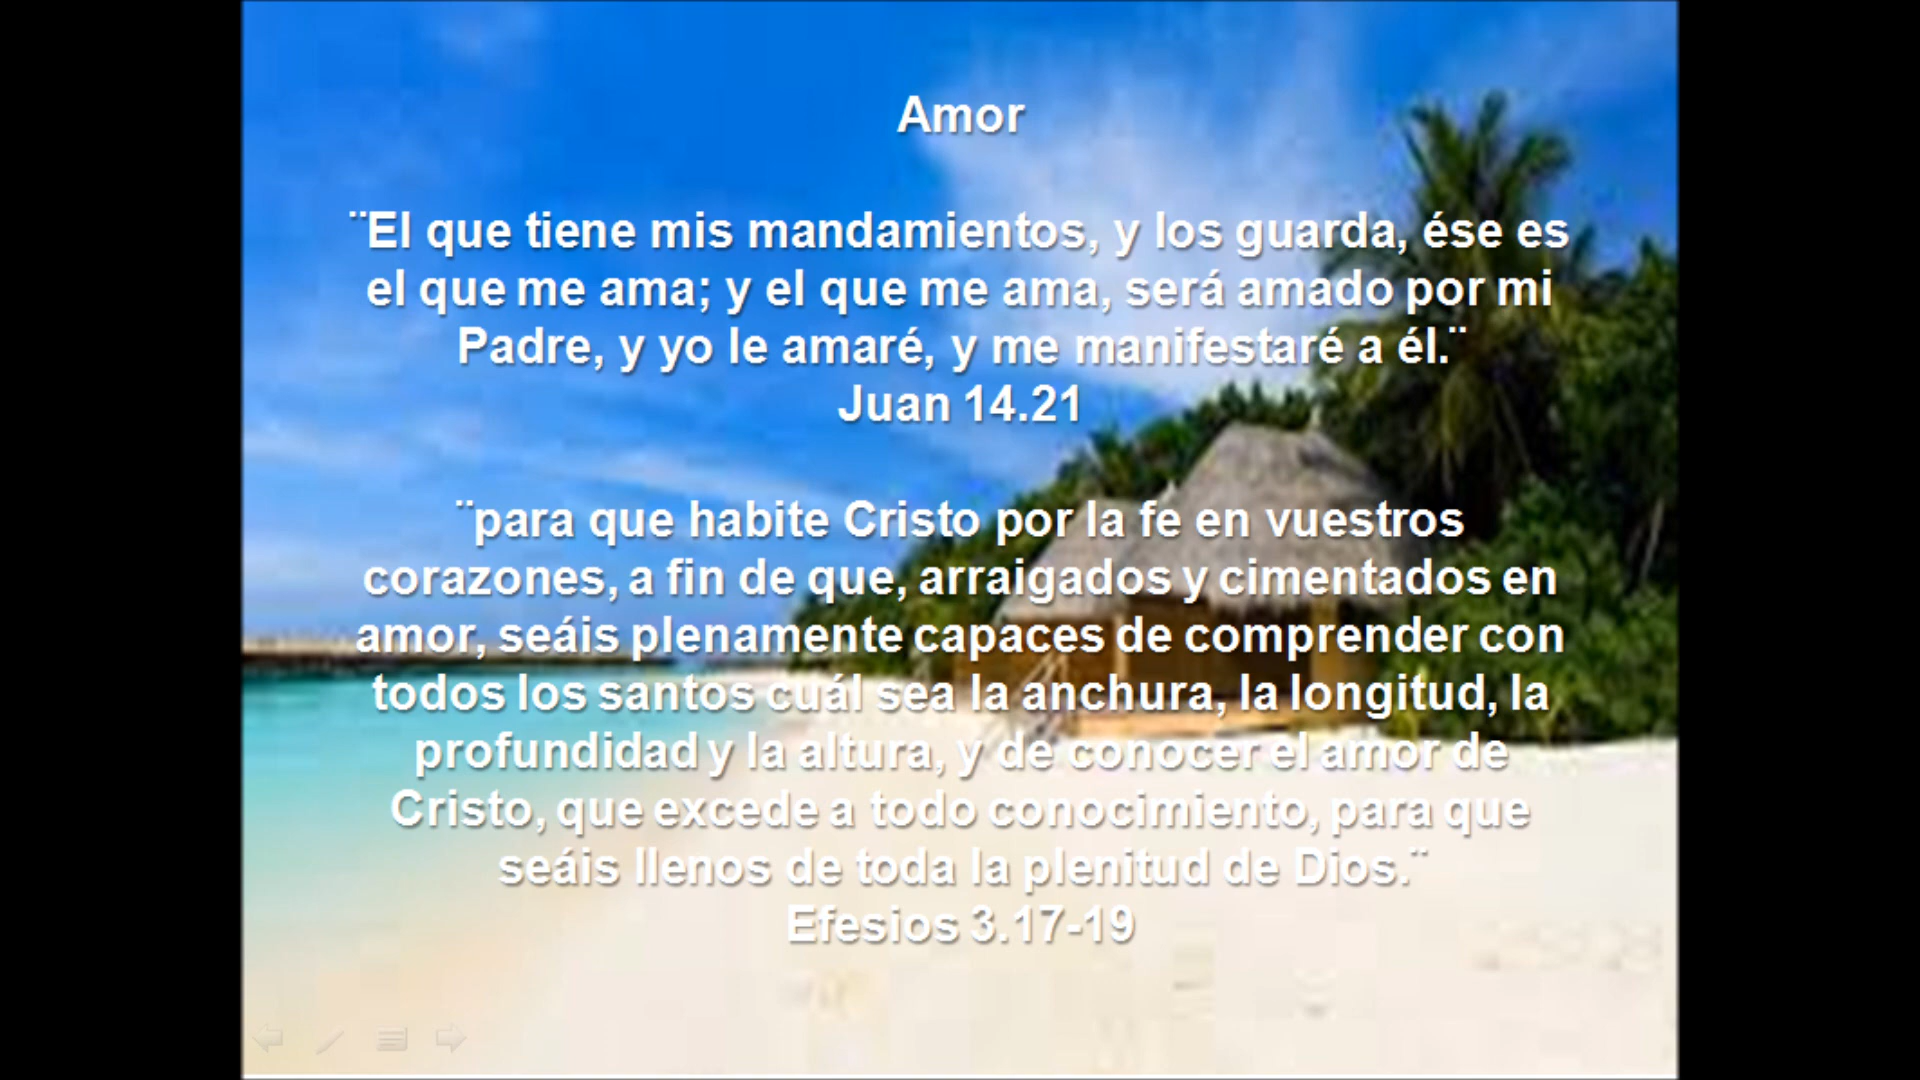 Amor
¨El que tiene mis mandamientos, y los guarda, ése es
el que me ama; y el que me ama, será amado por mi
Padre, y yo le amaré, y me manifestaré a él.¨
Juan 14.21
¨para que habite Cristo por la fe en vuestros
corazones, a fin de que, arraigados y cimentados en
amor, seáis plenamente capaces de comprender con
todos los santos cuál sea la anchura, la longitud, la
profundidad y la altura, y de conocer el amor de
Cristo, que excede a todo conocimiento, para que
seáis llenos de toda la plenitud de Dios.¨
Efesios 3.17-19